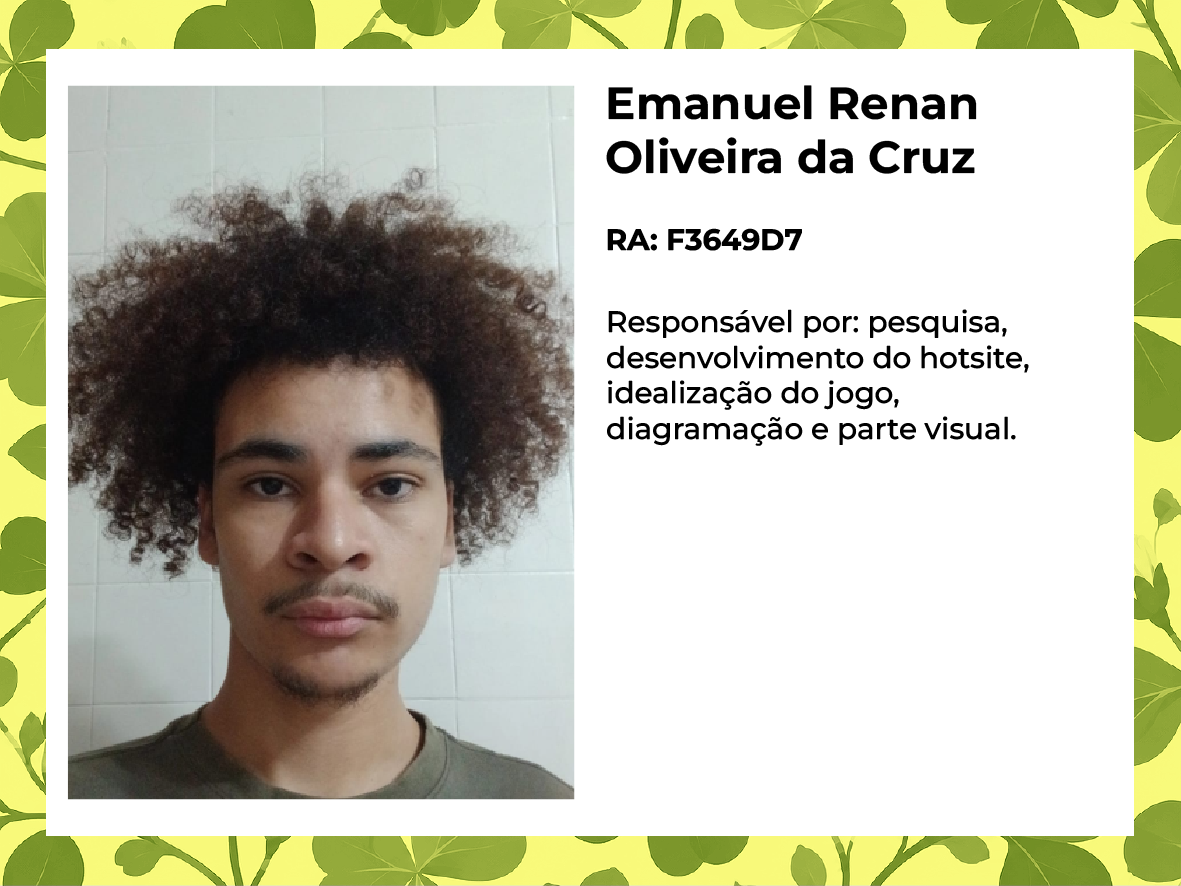 Emanuel Renan
Oliveira da Cruz
RA: F3649D7
Responsável por: pesquisa,
desenvolvimento do hotsite,
idealização do jogo,
diagramação e parte visual.